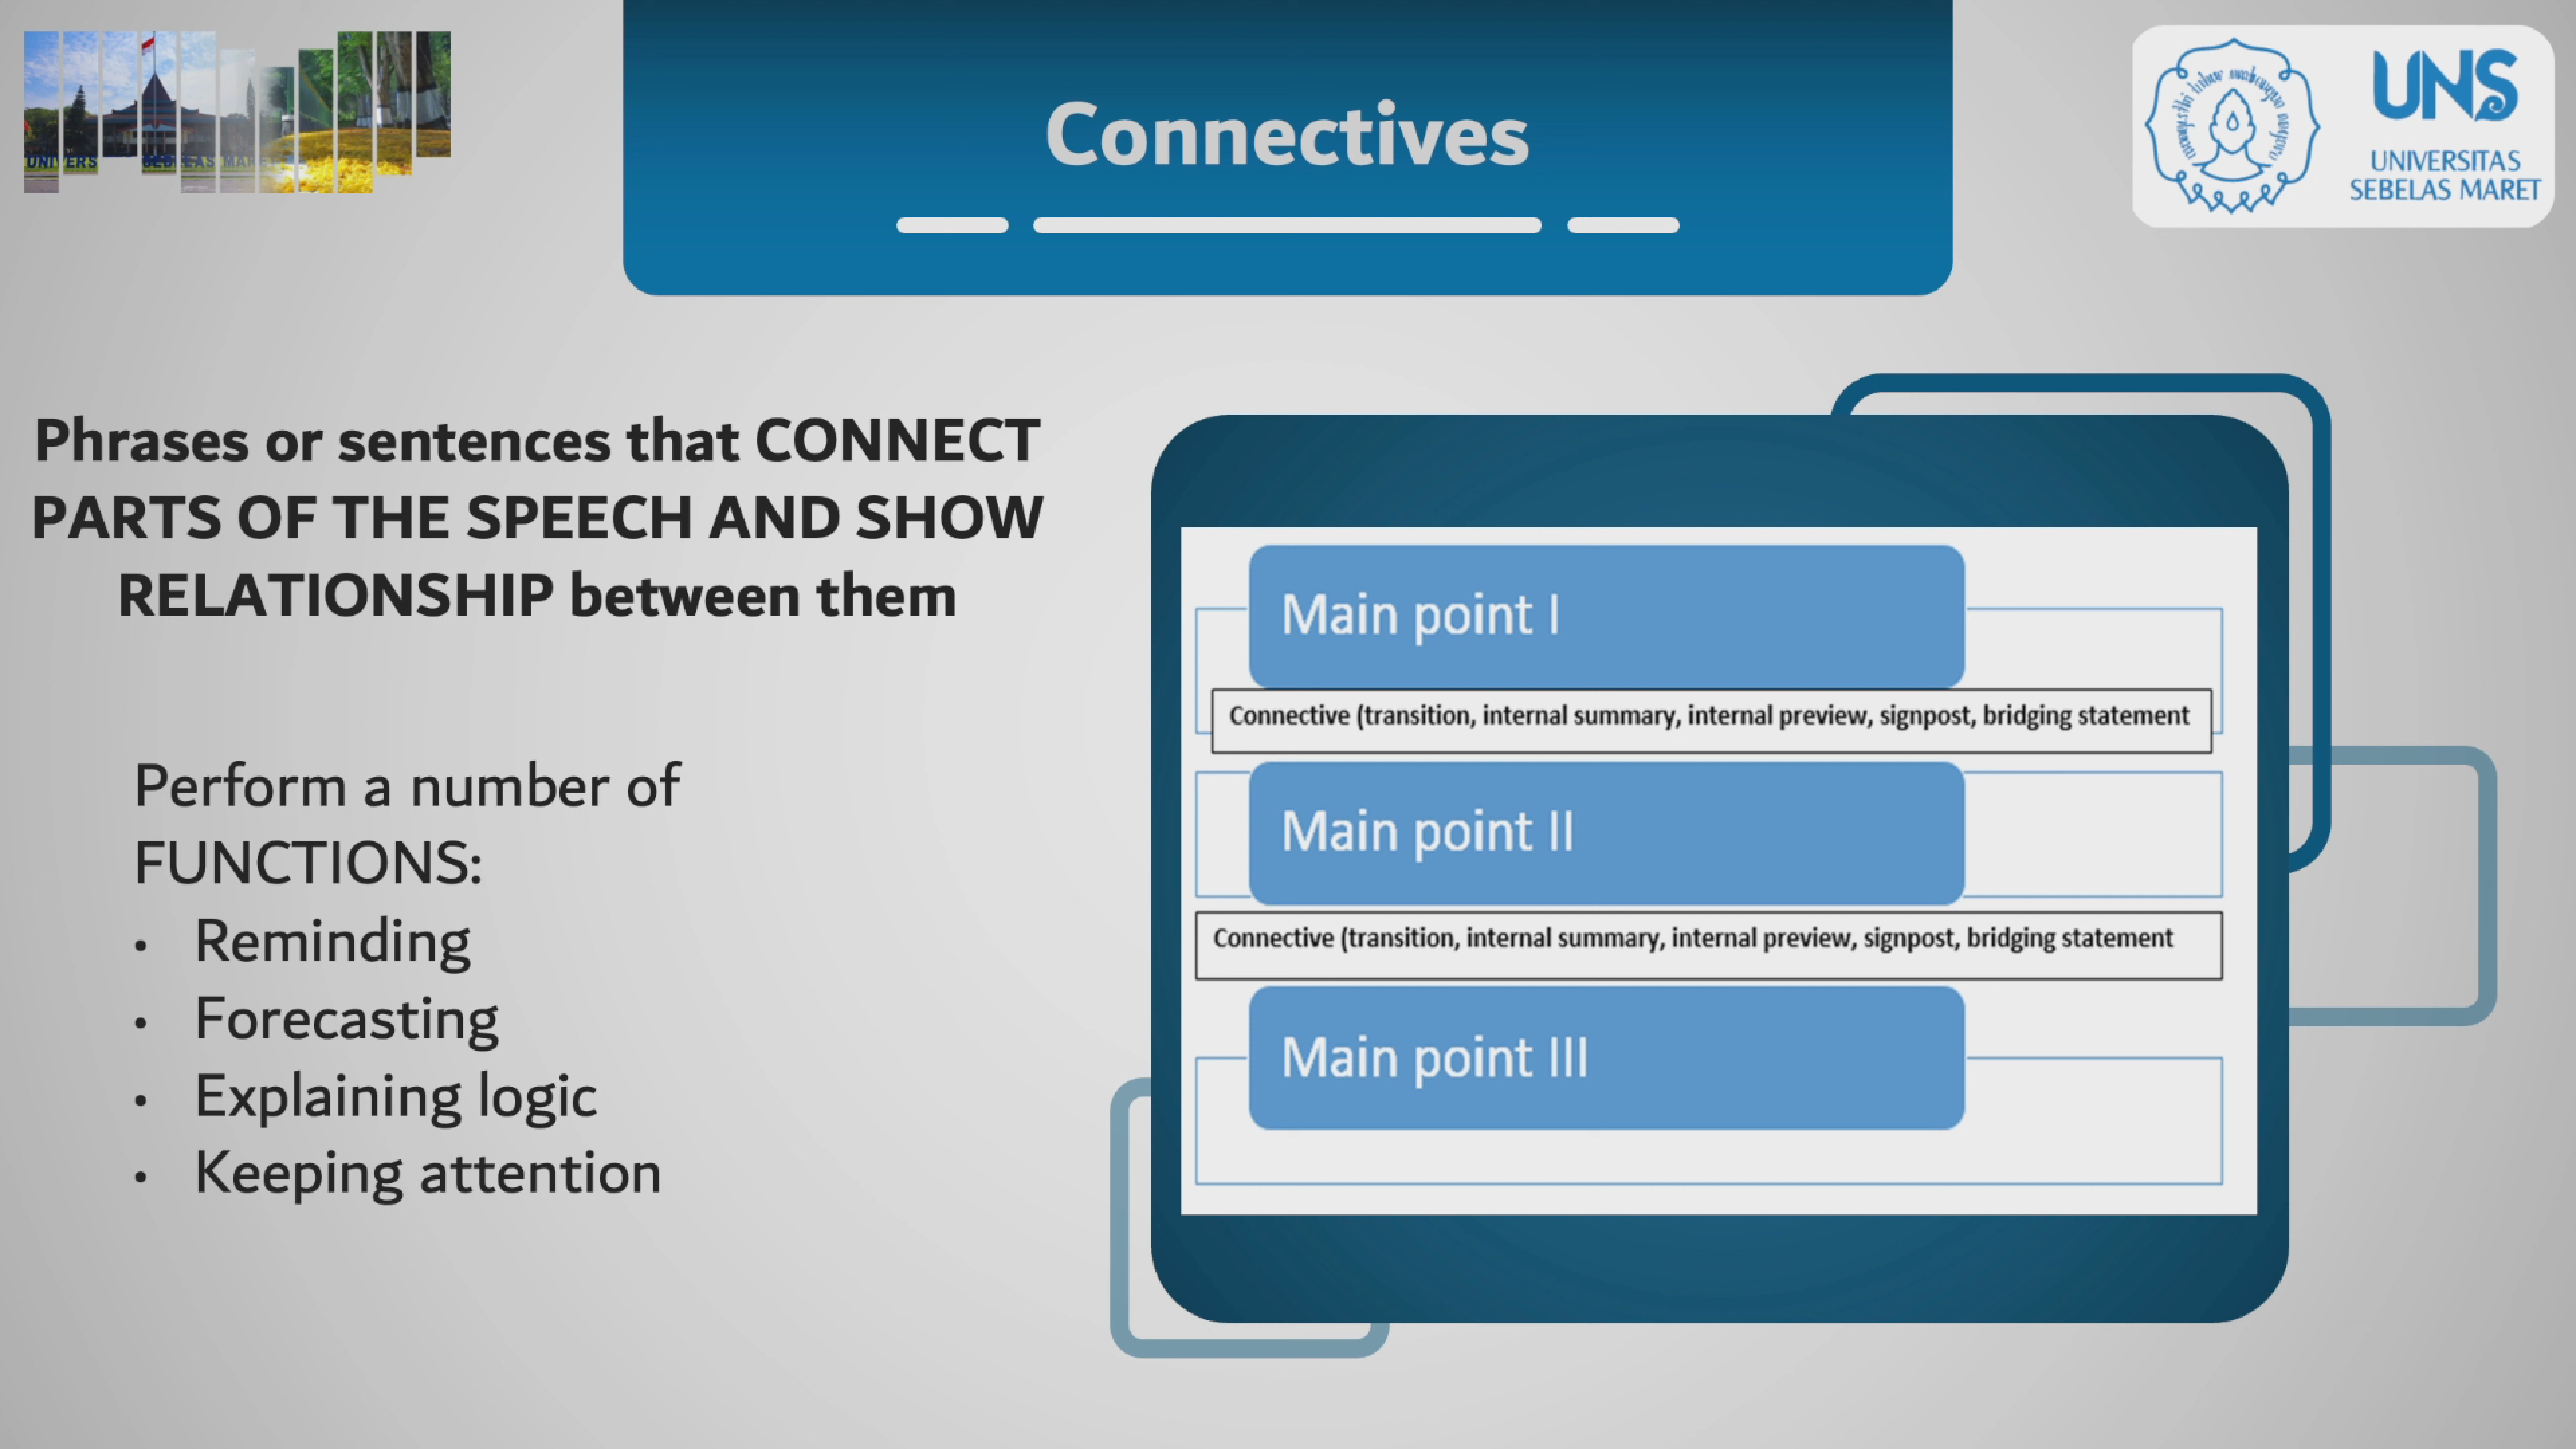 Connectives
UNS
UNIVERSITAS
SEBELAS MARET
Phrases or sentences that CONNECT
PARTS OF THE SPEECH AND SHOW
RELATIONSHIP between them
Perform a number of
FUNCTIONS:
• Reminding
• Forecasting
• Explaining logic
• Keeping attention
Main point I
Connective (transition, internal summary, internal preview, signpost, bridging statement
Main point II
Connective (transition, internal summary, internal preview, signpost, bridging statement
Main point III